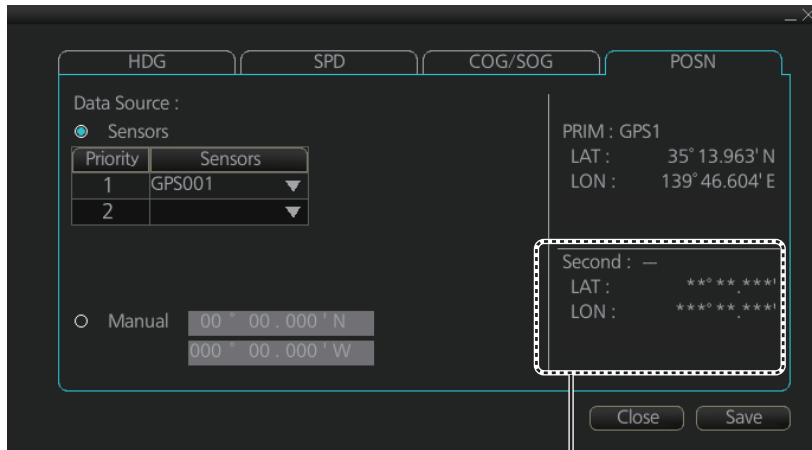 HDG SPD COG/SOG POSN
Data Source :
Sensors
Priority Sensors
1 GPS001
2
Manual 00 ° 00 . 000 ' N
000 ° 00 . 000 ' W
PRIM : GPS1
LAT : 35° 13.963' N
LON : 139° 46.604' E
Second : —
LAT : **° **.***'
LON : ***° **.***'
Close Save